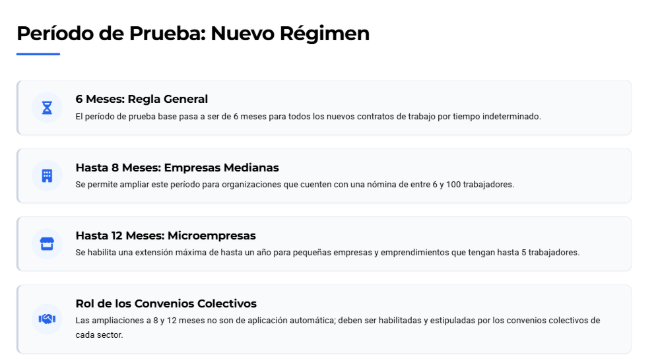 Período de Prueba: Nuevo Régimen
6 Meses: Regla General
El período de prueba base pasa a ser de 6 meses para todos los nuevos contratos de trabajo por tiempo indeterminado.
Hasta 8 Meses: Empresas Medianas
Se permite ampliar este período para organizaciones que cuenten con una nómina de entre 6 y 100 trabajadores.
Hasta 12 Meses: Microempresas
Se habilita una extensión máxima de hasta un año para pequeñas empresas y emprendimientos que tengan hasta 5 trabajadores.
Rol de los Convenios Colectivos
Las ampliaciones a 8 y 12 meses no son de aplicación automática; deben ser habilitadas y estipuladas por los convenios colectivos de
cada sector.